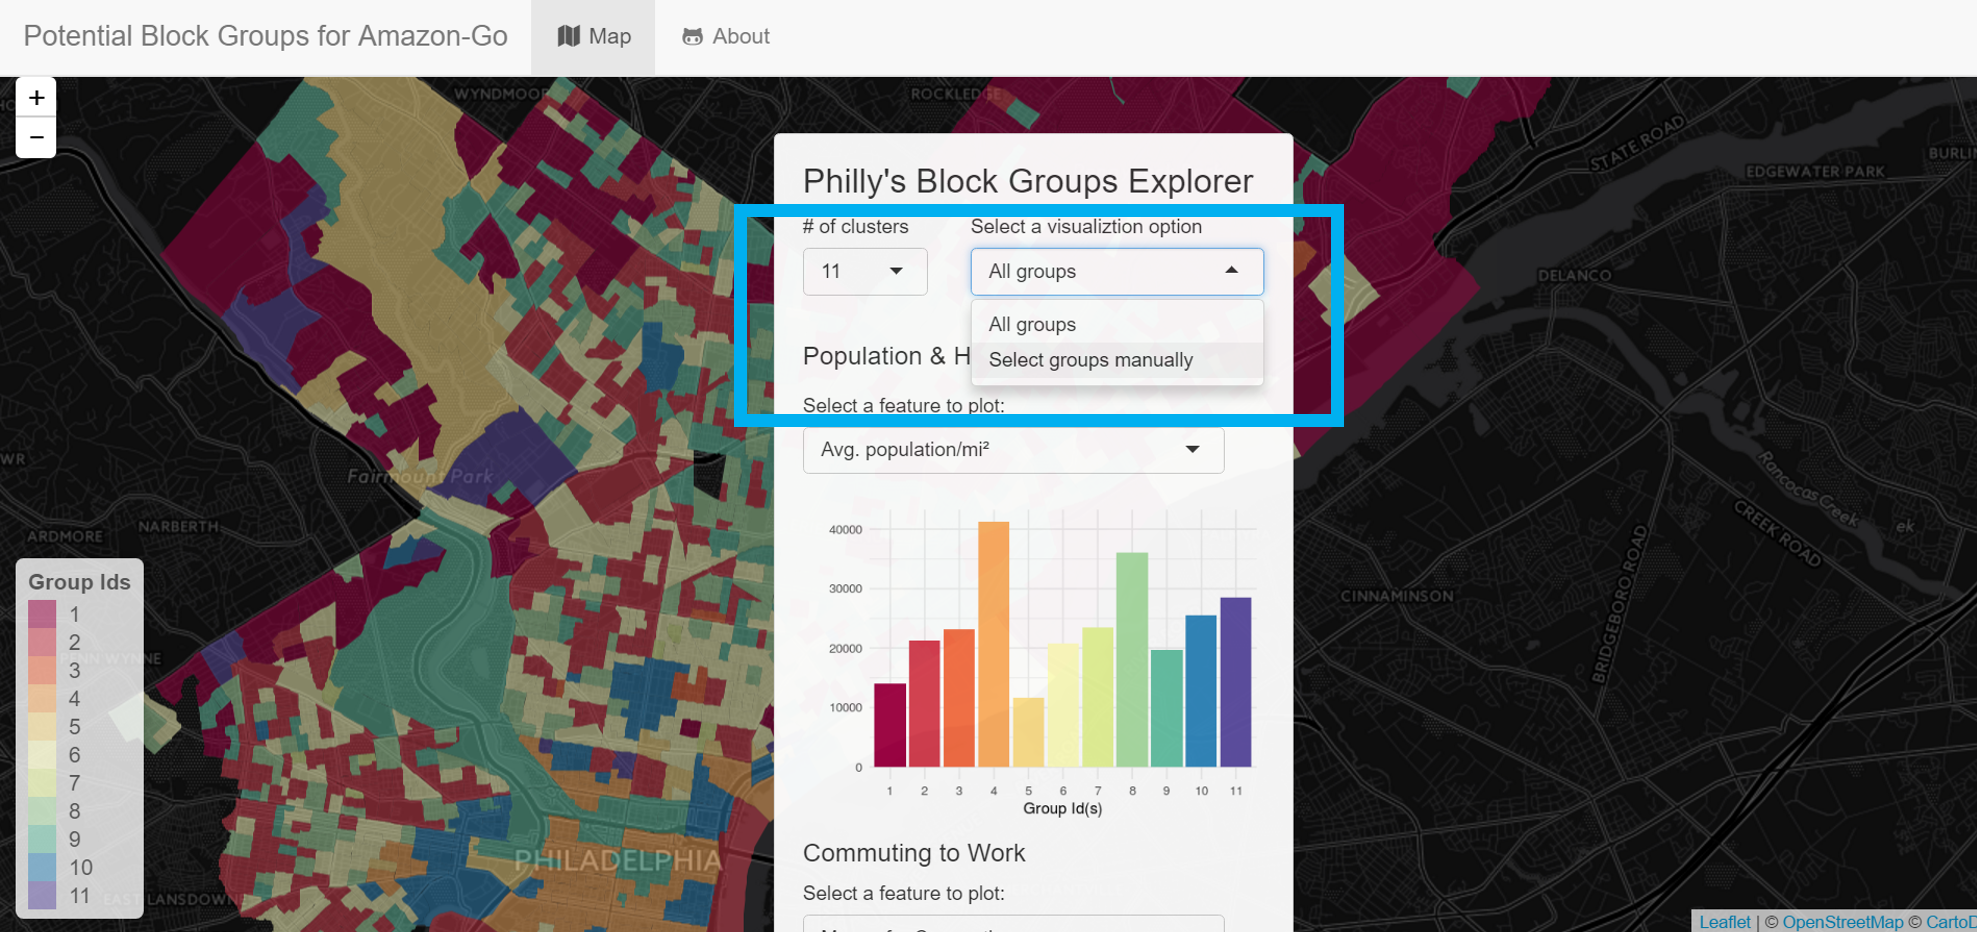 Potential Block Groups for Amazon-Go
Map
About
+
−
WYNDMOOR
ROCKLEDGE
STATE ROAD
EDGEWATER PARK
BURLIN
DELANCO
Philly's Block Groups Explorer
# of clusters
Select a visualiztion option
11
All groups
All groups
Select groups manually
Population & H
Select a feature to plot:
Avg. population/mi²
Fairmount Park
WR
ARDMORE
NARBERTH
Rancocas Creek
ek
CREEK ROAD
BRIDGEBORO ROAD
CINNAMINSON
40000
30000
20000
10000
0
1 2 3 4 5 6 7 8 9 10 11
Group Id(s)
Group Ids
1
2
3
PENN WYNNE
4
5
6
7
8
9
10
11
EAST LANSDOWNE
PHILADELPHIA
Commuting to Work
Select a feature to plot:
Leaflet | © OpenStreetMap © CartoD